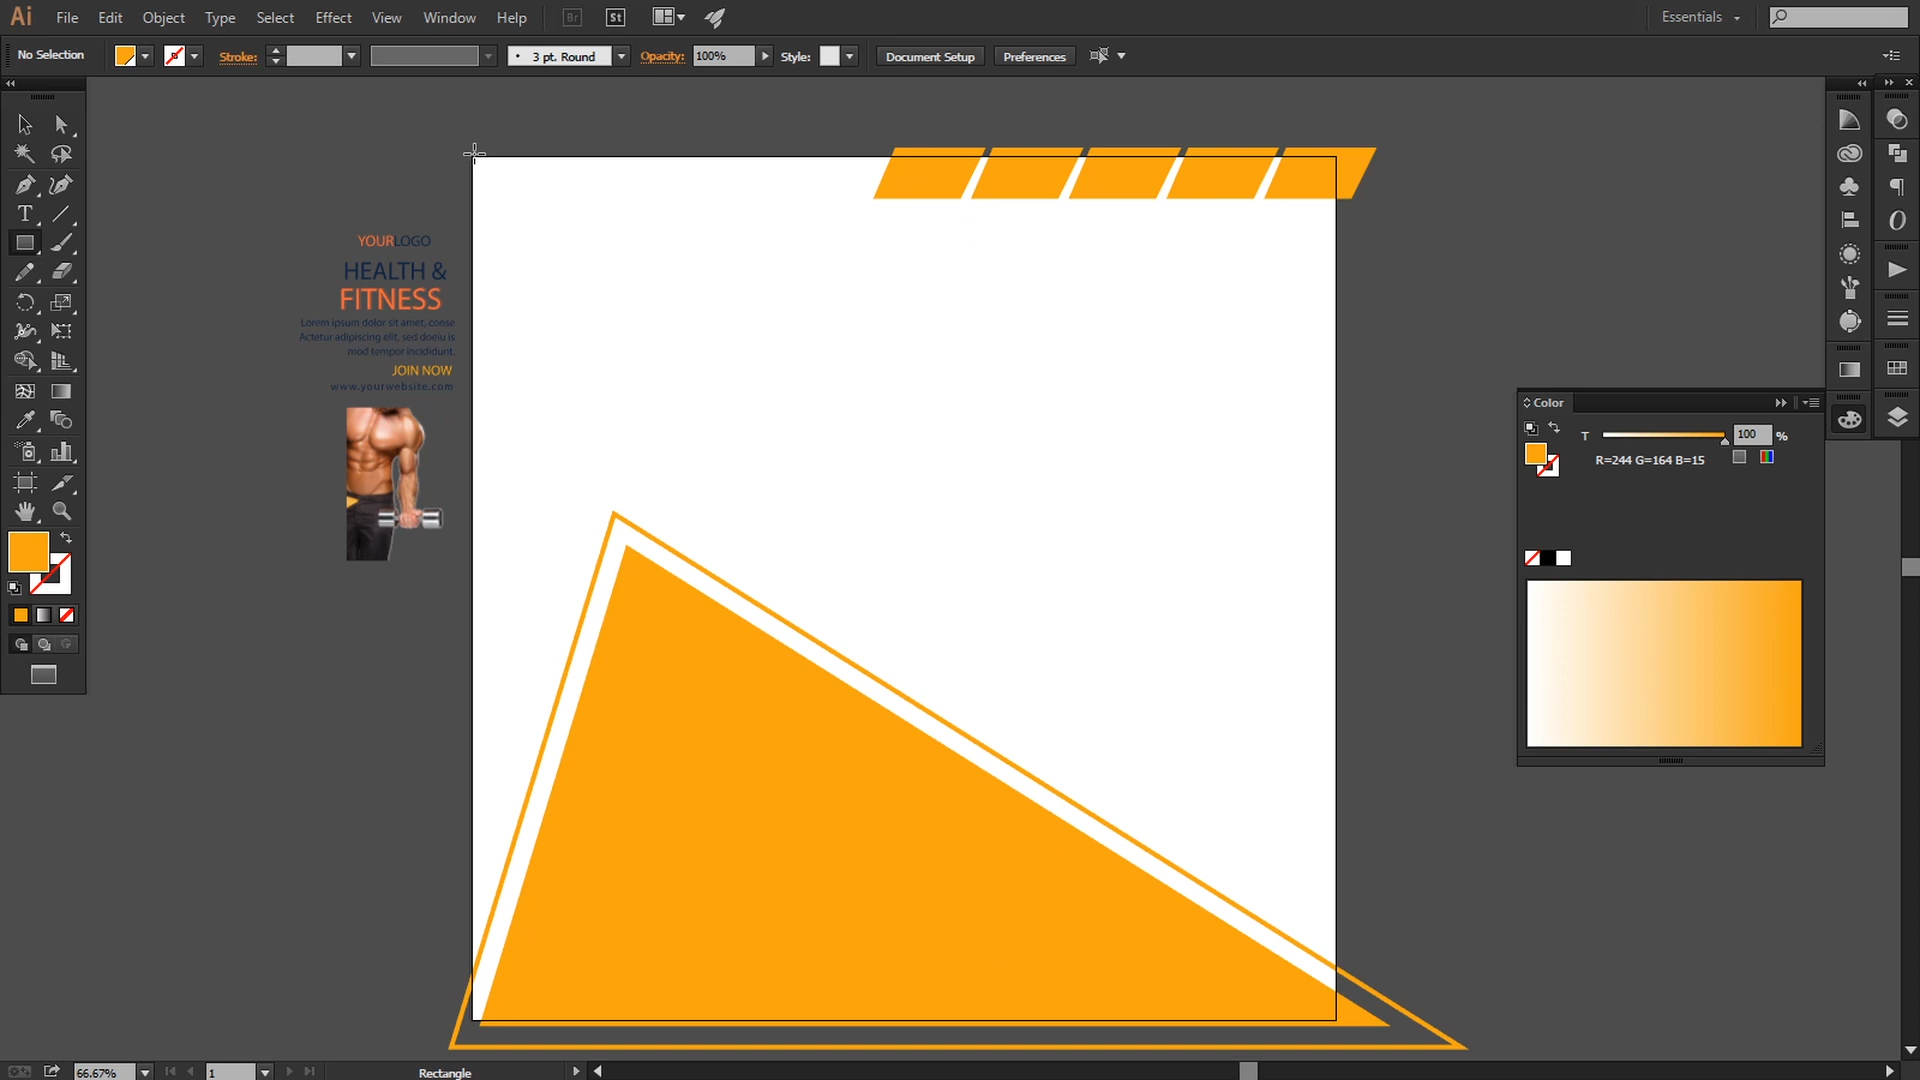 Ai File Edit Object Type Select Effect View Window Help Br St Essentials
No Selection Stroke: 3 pt. Round Opacity: 100% Style: Document Setup Preferences
YOURLOGO
HEALTH &
FITNESS
Lorem ipsum dolor sit amet, conse
Actetur adipiscing elit, sed doeiu is
mod tempor incididunt.
JOIN NOW
www.yourwebsite.com
Color
T 100 %
R=244 G=164 B=15
66.67% 1 Rectangle